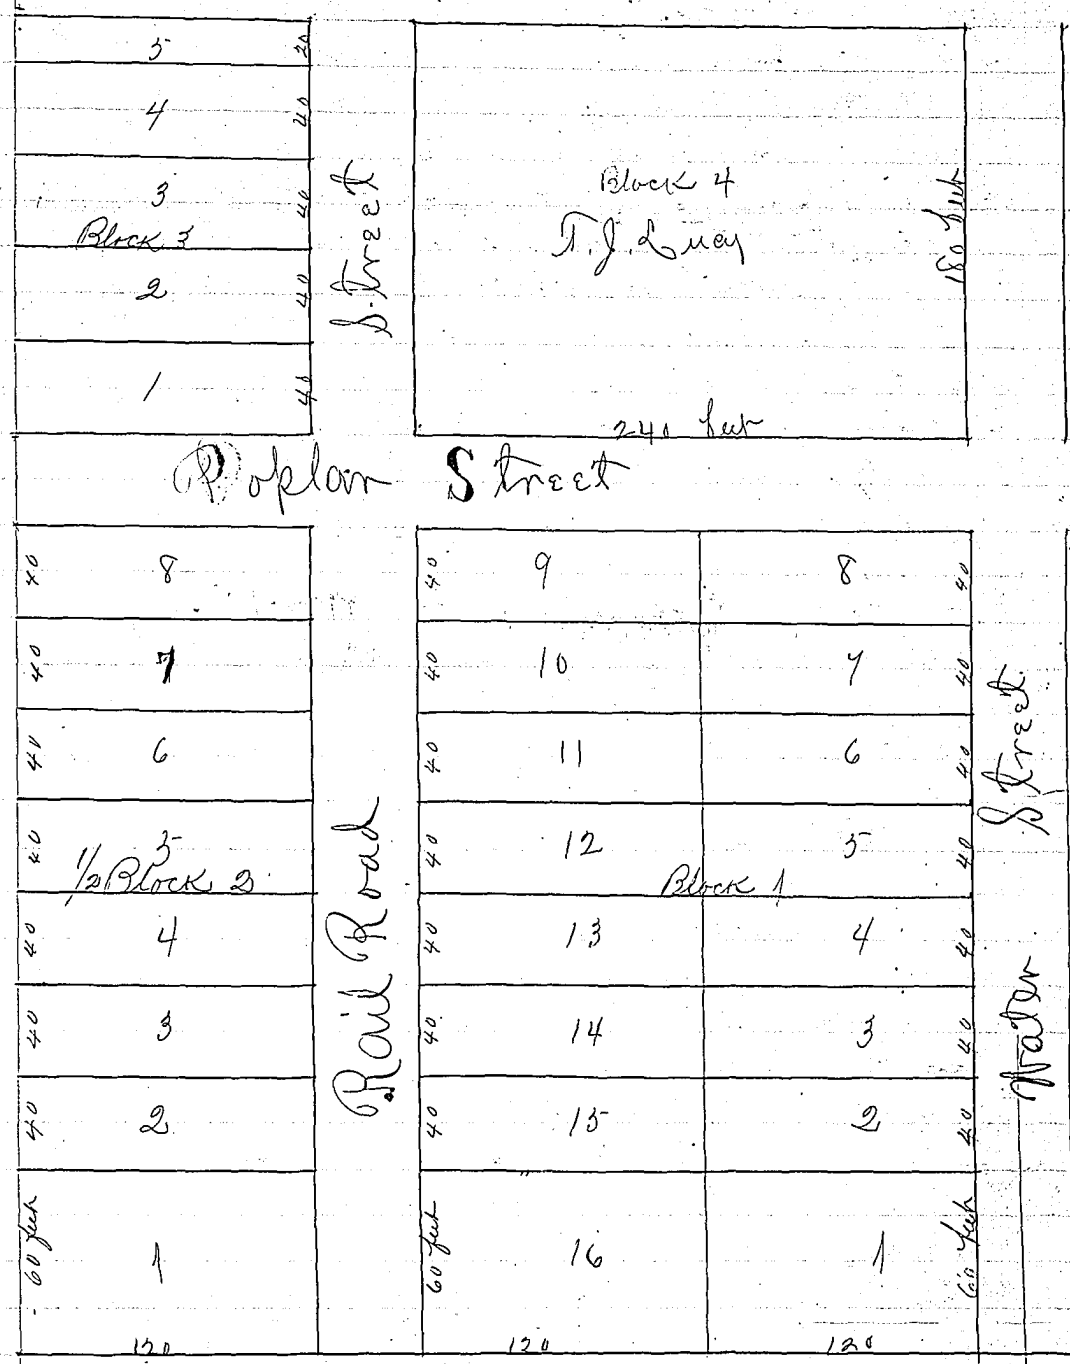 5 20
4 40
3 40
Block 3
2 40
1 40
Street
Block 4
T. J. Lucy
180 feet
240 feet
Poplar Street
40 8
40 7
40 6
40 5
1/2 Block 2
40 4
40 3
40 2
60 feet 1
120
Rail Road
40 9 8 40
40 10 7 40
40 11 6 40
40 12 5 40
Block 1
40 13 4 40
40 14 3 40
40 15 2 40
60 feet 16 1 60 feet
120 120
Water Street